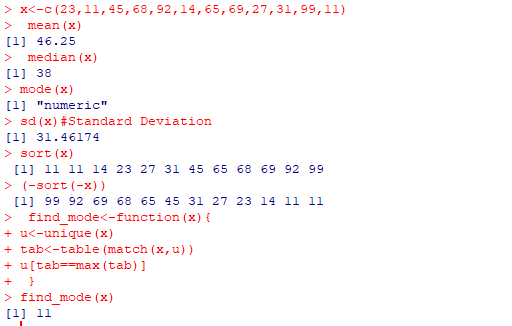 > x<-c(23,11,45,68,92,14,65,69,27,31,99,11)
>  mean(x)
[1] 46.25
>  median(x)
[1] 38
> mode(x)
[1] "numeric"
> sd(x)#Standard Deviation
[1] 31.46174
> sort(x)
 [1] 11 11 14 23 27 31 45 65 68 69 92 99
> (-sort(-x))
 [1] 99 92 69 68 65 45 31 27 23 14 11 11
>  find_mode<-function(x){
+ u<-unique(x)
+ tab<-table(match(x,u))
+ u[tab==max(tab)]
+  }
> find_mode(x)
[1] 11